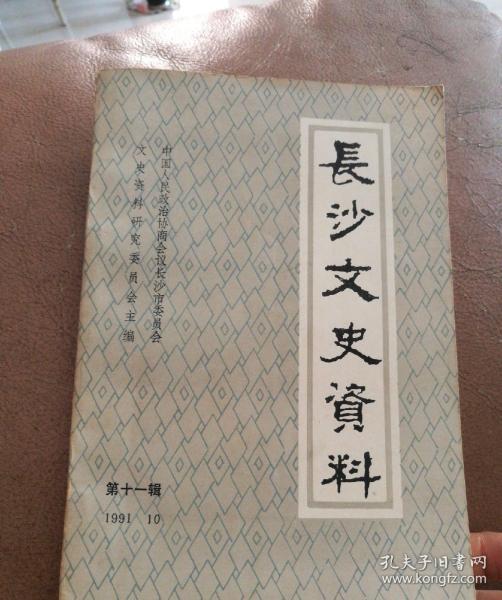 長沙文史資料
中国人民政治协商会议长沙市委员会
文史资料研究委员会主编
第十一辑
1991 10
孔夫子旧书网
www.kongfz.com